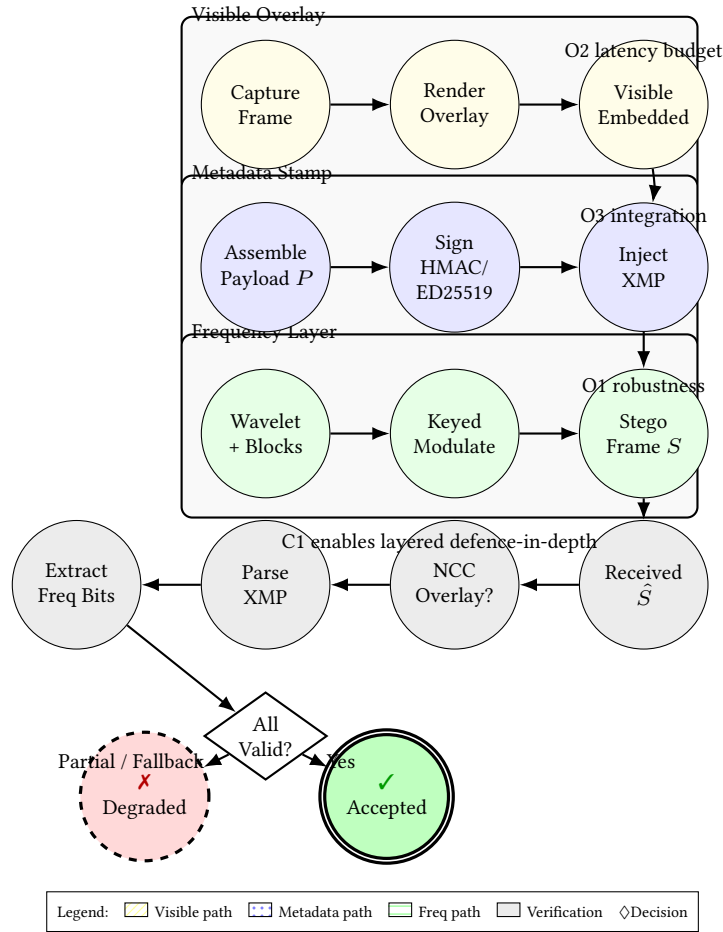 Visible Overlay
O2 latency budget
Capture
Frame
Render
Overlay
Visible
Embedded
Metadata Stamp
O3 integration
Assemble
Payload P
Sign
HMAC/
ED25519
Inject
XMP
Frequency Layer
O1 robustness
Wavelet
+ Blocks
Keyed
Modulate
Stego
Frame S
C1 enables layered defence-in-depth
Extract
Freq Bits
Parse
XMP
NCC
Overlay?
Received
Ŝ
All
Valid?
Partial / Fallback
Yes
✗
Degraded
✓
Accepted
Legend: Visible path Metadata path Freq path Verification ◊Decision